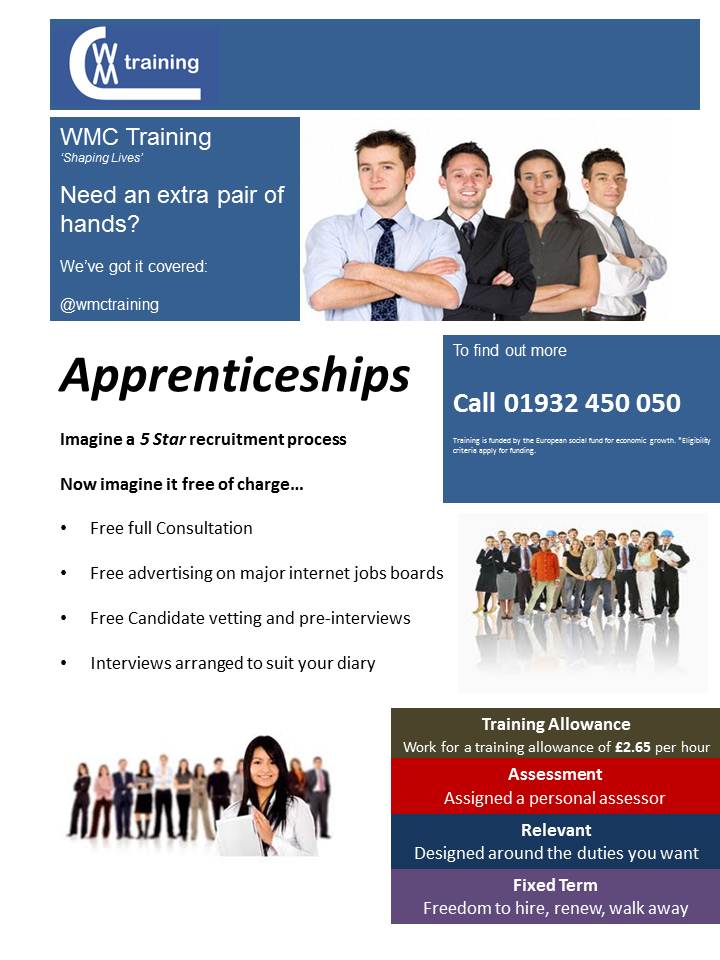 W
M
training
WMC Training
‘Shaping Lives’
Need an extra pair of
hands?
We’ve got it covered:
@wmctraining
Apprenticeships
Imagine a 5 Star recruitment process
Now imagine it free of charge…
• Free full Consultation
• Free advertising on major internet jobs boards
• Free Candidate vetting and pre-interviews
• Interviews arranged to suit your diary
To find out more
Call 01932 450 050
Training is funded by the European social fund for economic growth. *Eligibility
criteria apply for funding.
Training Allowance
Work for a training allowance of £2.65 per hour
Assessment
Assigned a personal assessor
Relevant
Designed around the duties you want
Fixed Term
Freedom to hire, renew, walk away